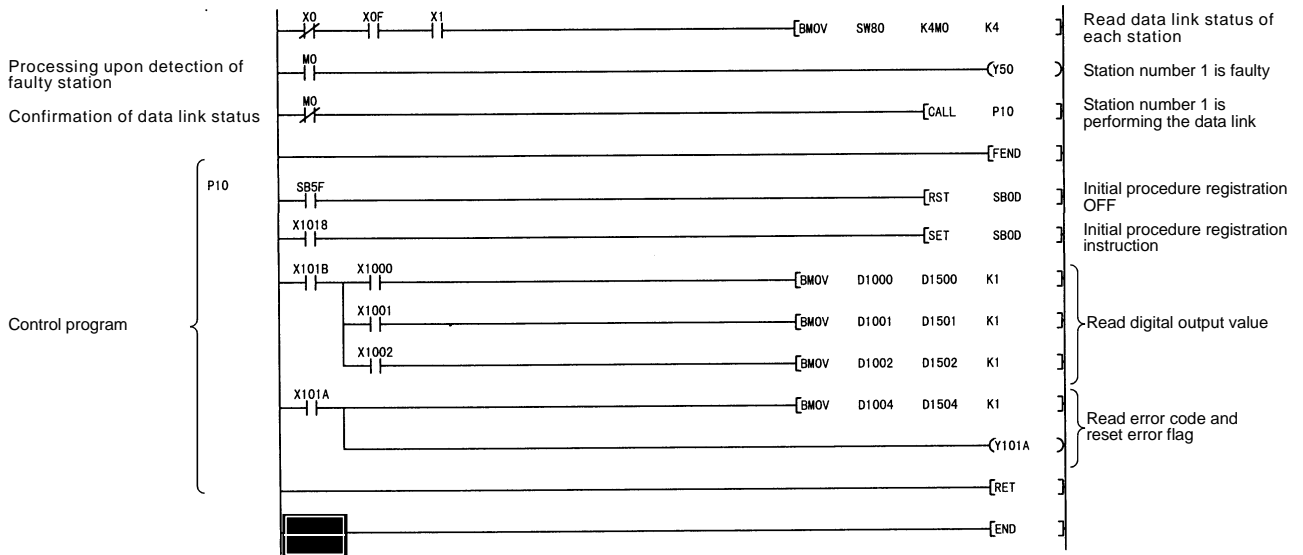 X0 X0F X1 [BMOV SW80 K4M0 K4 ] Read data link status of
each station
Processing upon detection of
faulty station
M0 (Y50 ) Station number 1 is faulty
Confirmation of data link status
M0 [CALL P10 ] Station number 1 is
performing the data link
[FEND ]
P10 SB5F [RST SB0D ] Initial procedure registration
OFF
X1018 [SET SB0D ] Initial procedure registration
instruction
X101B X1000 [BMOV D1000 D1500 K1 ]
Control program
X1001 [BMOV D1001 D1501 K1 ] Read digital output value
X1002 [BMOV D1002 D1502 K1 ]
X101A [BMOV D1004 D1504 K1 ] Read error code and
reset error flag
(Y101A )
[RET ]
[END ]